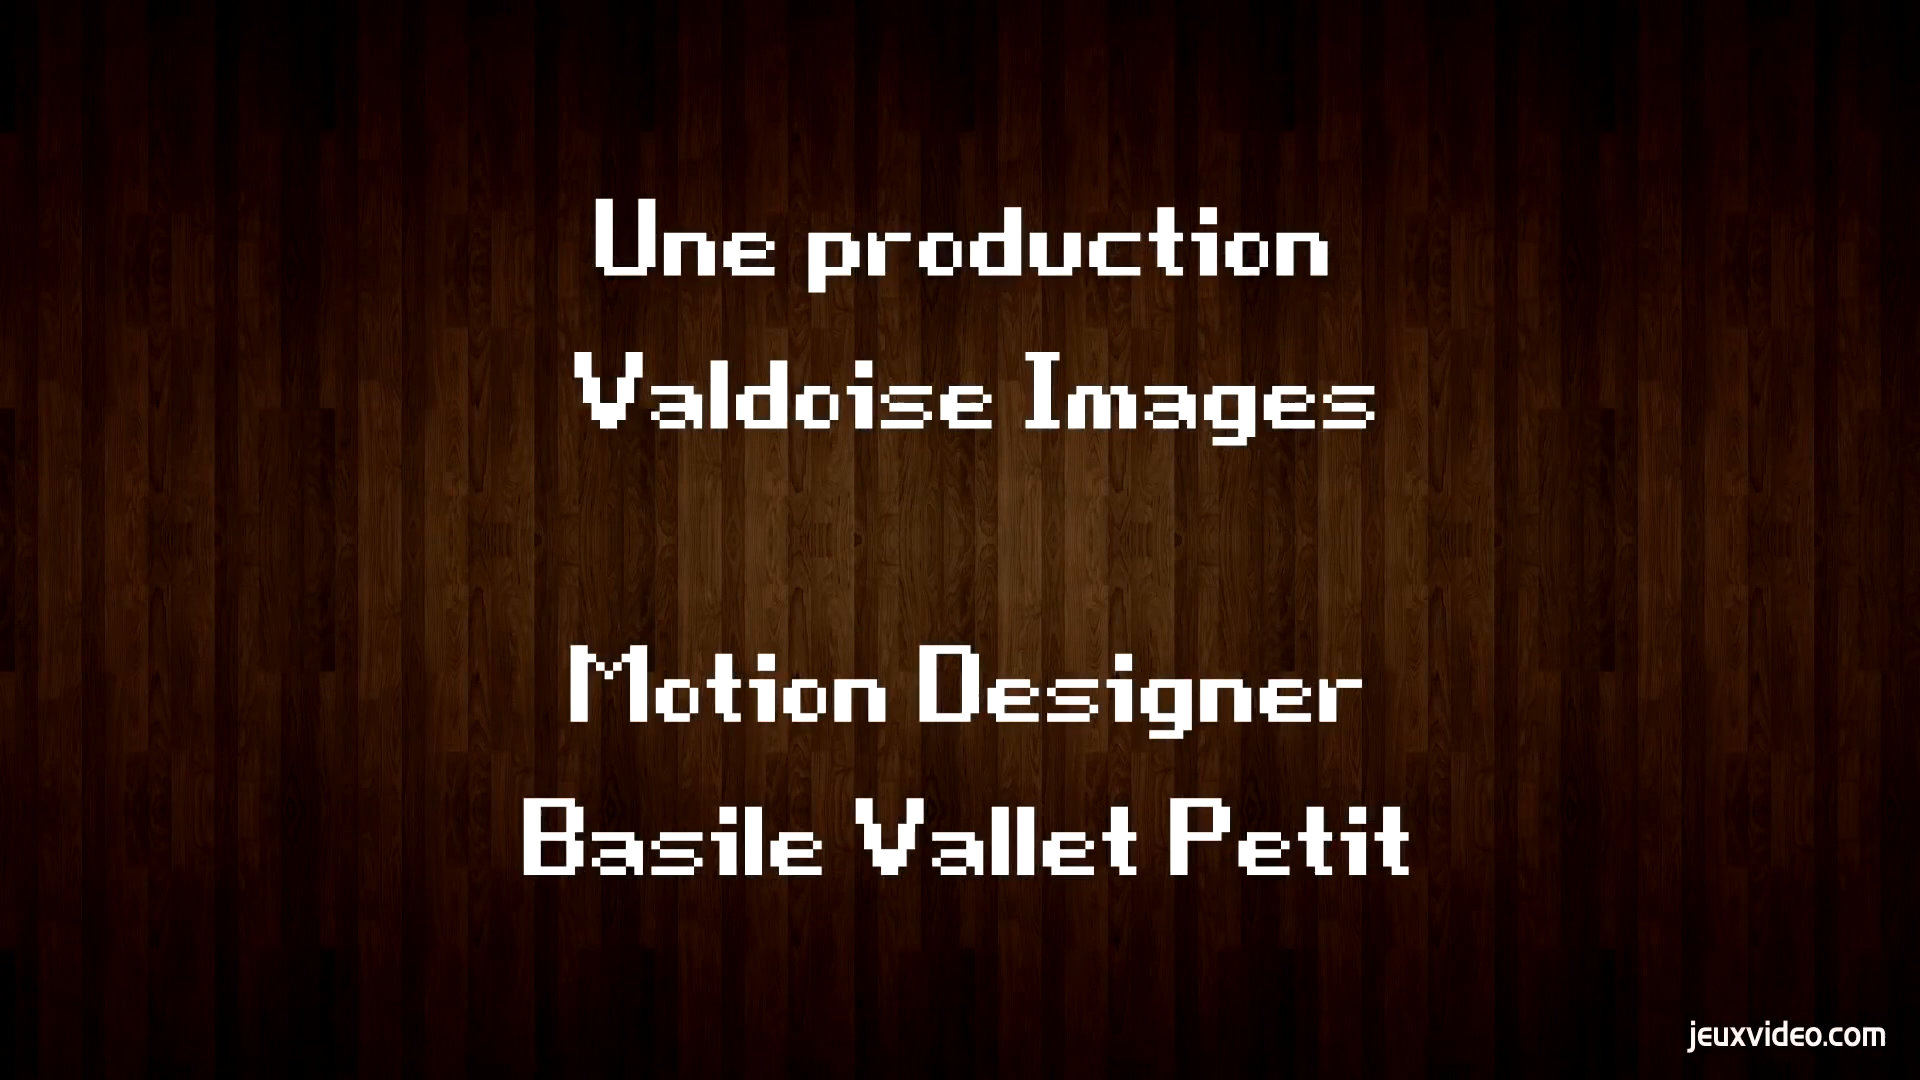 Une production
Valdoise Images
Motion Designer
Basile Vallet Petit
jeuxvideo.com